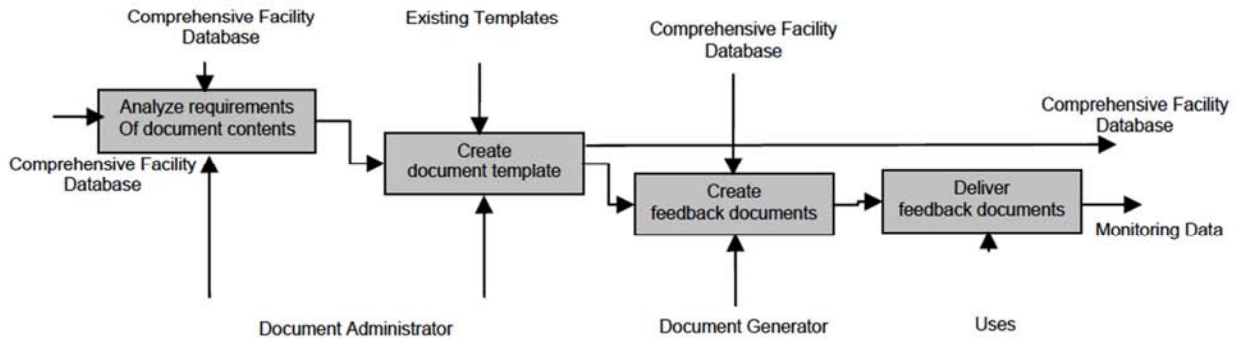 Comprehensive Facility
Database
Existing Templates
Comprehensive Facility
Database
Analyze requirements
Of document contents
Comprehensive Facility
Database
Comprehensive Facility
Database
Create
document template
Create
feedback documents
Deliver
feedback documents
Monitoring Data
Document Administrator
Document Generator
Uses